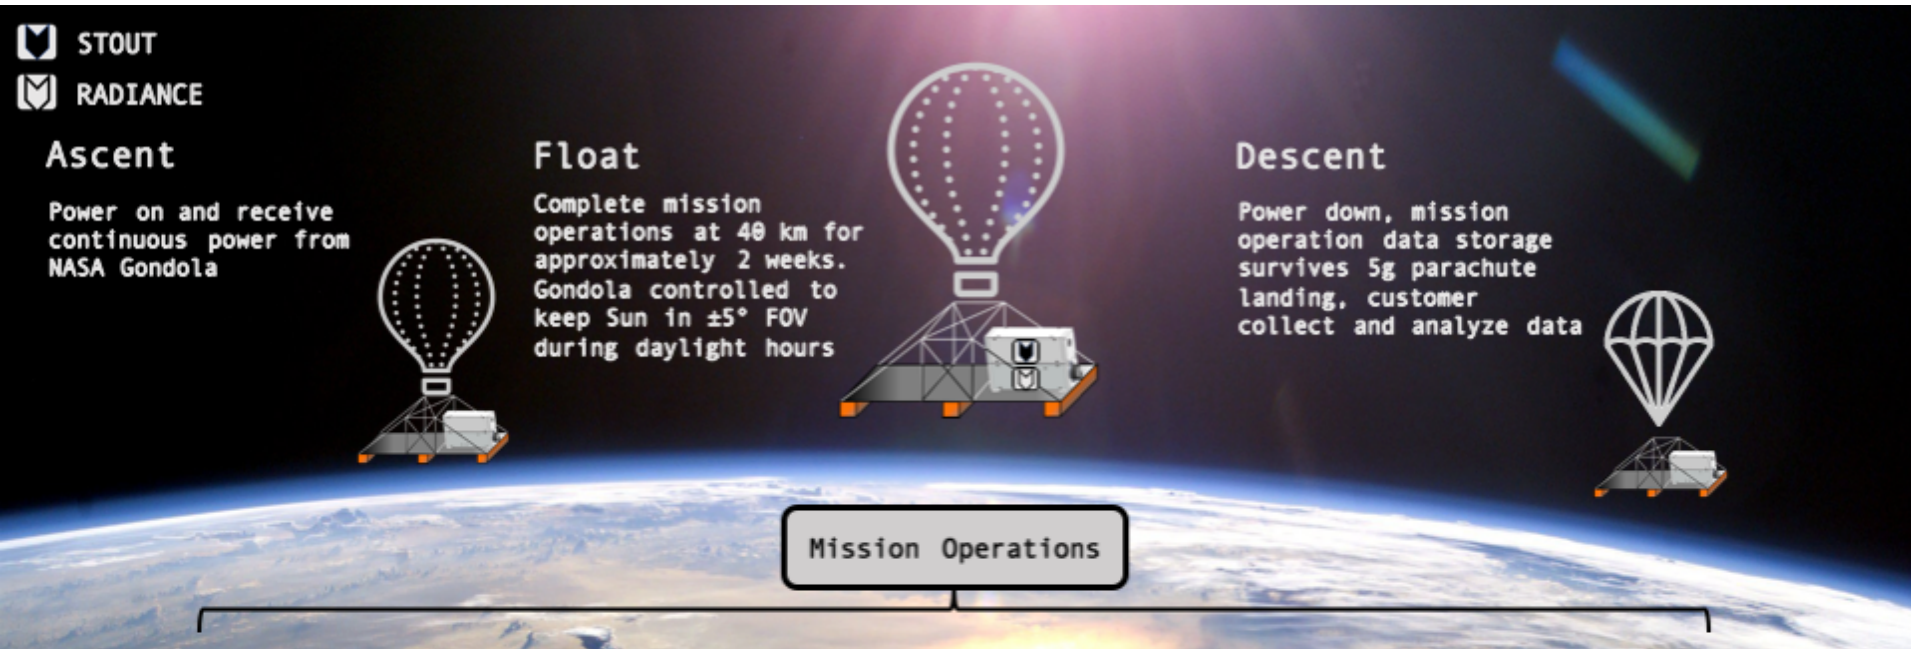 STOUT
RADIANCE
Ascent
Power on and receive
continuous power from
NASA Gondola
Float
Complete mission
operations at 40 km for
approximately 2 weeks.
Gondola controlled to
keep Sun in ±5° FOV
during daylight hours
Descent
Power down, mission
operation data storage
survives 5g parachute
landing, customer
collect and analyze data
Mission Operations